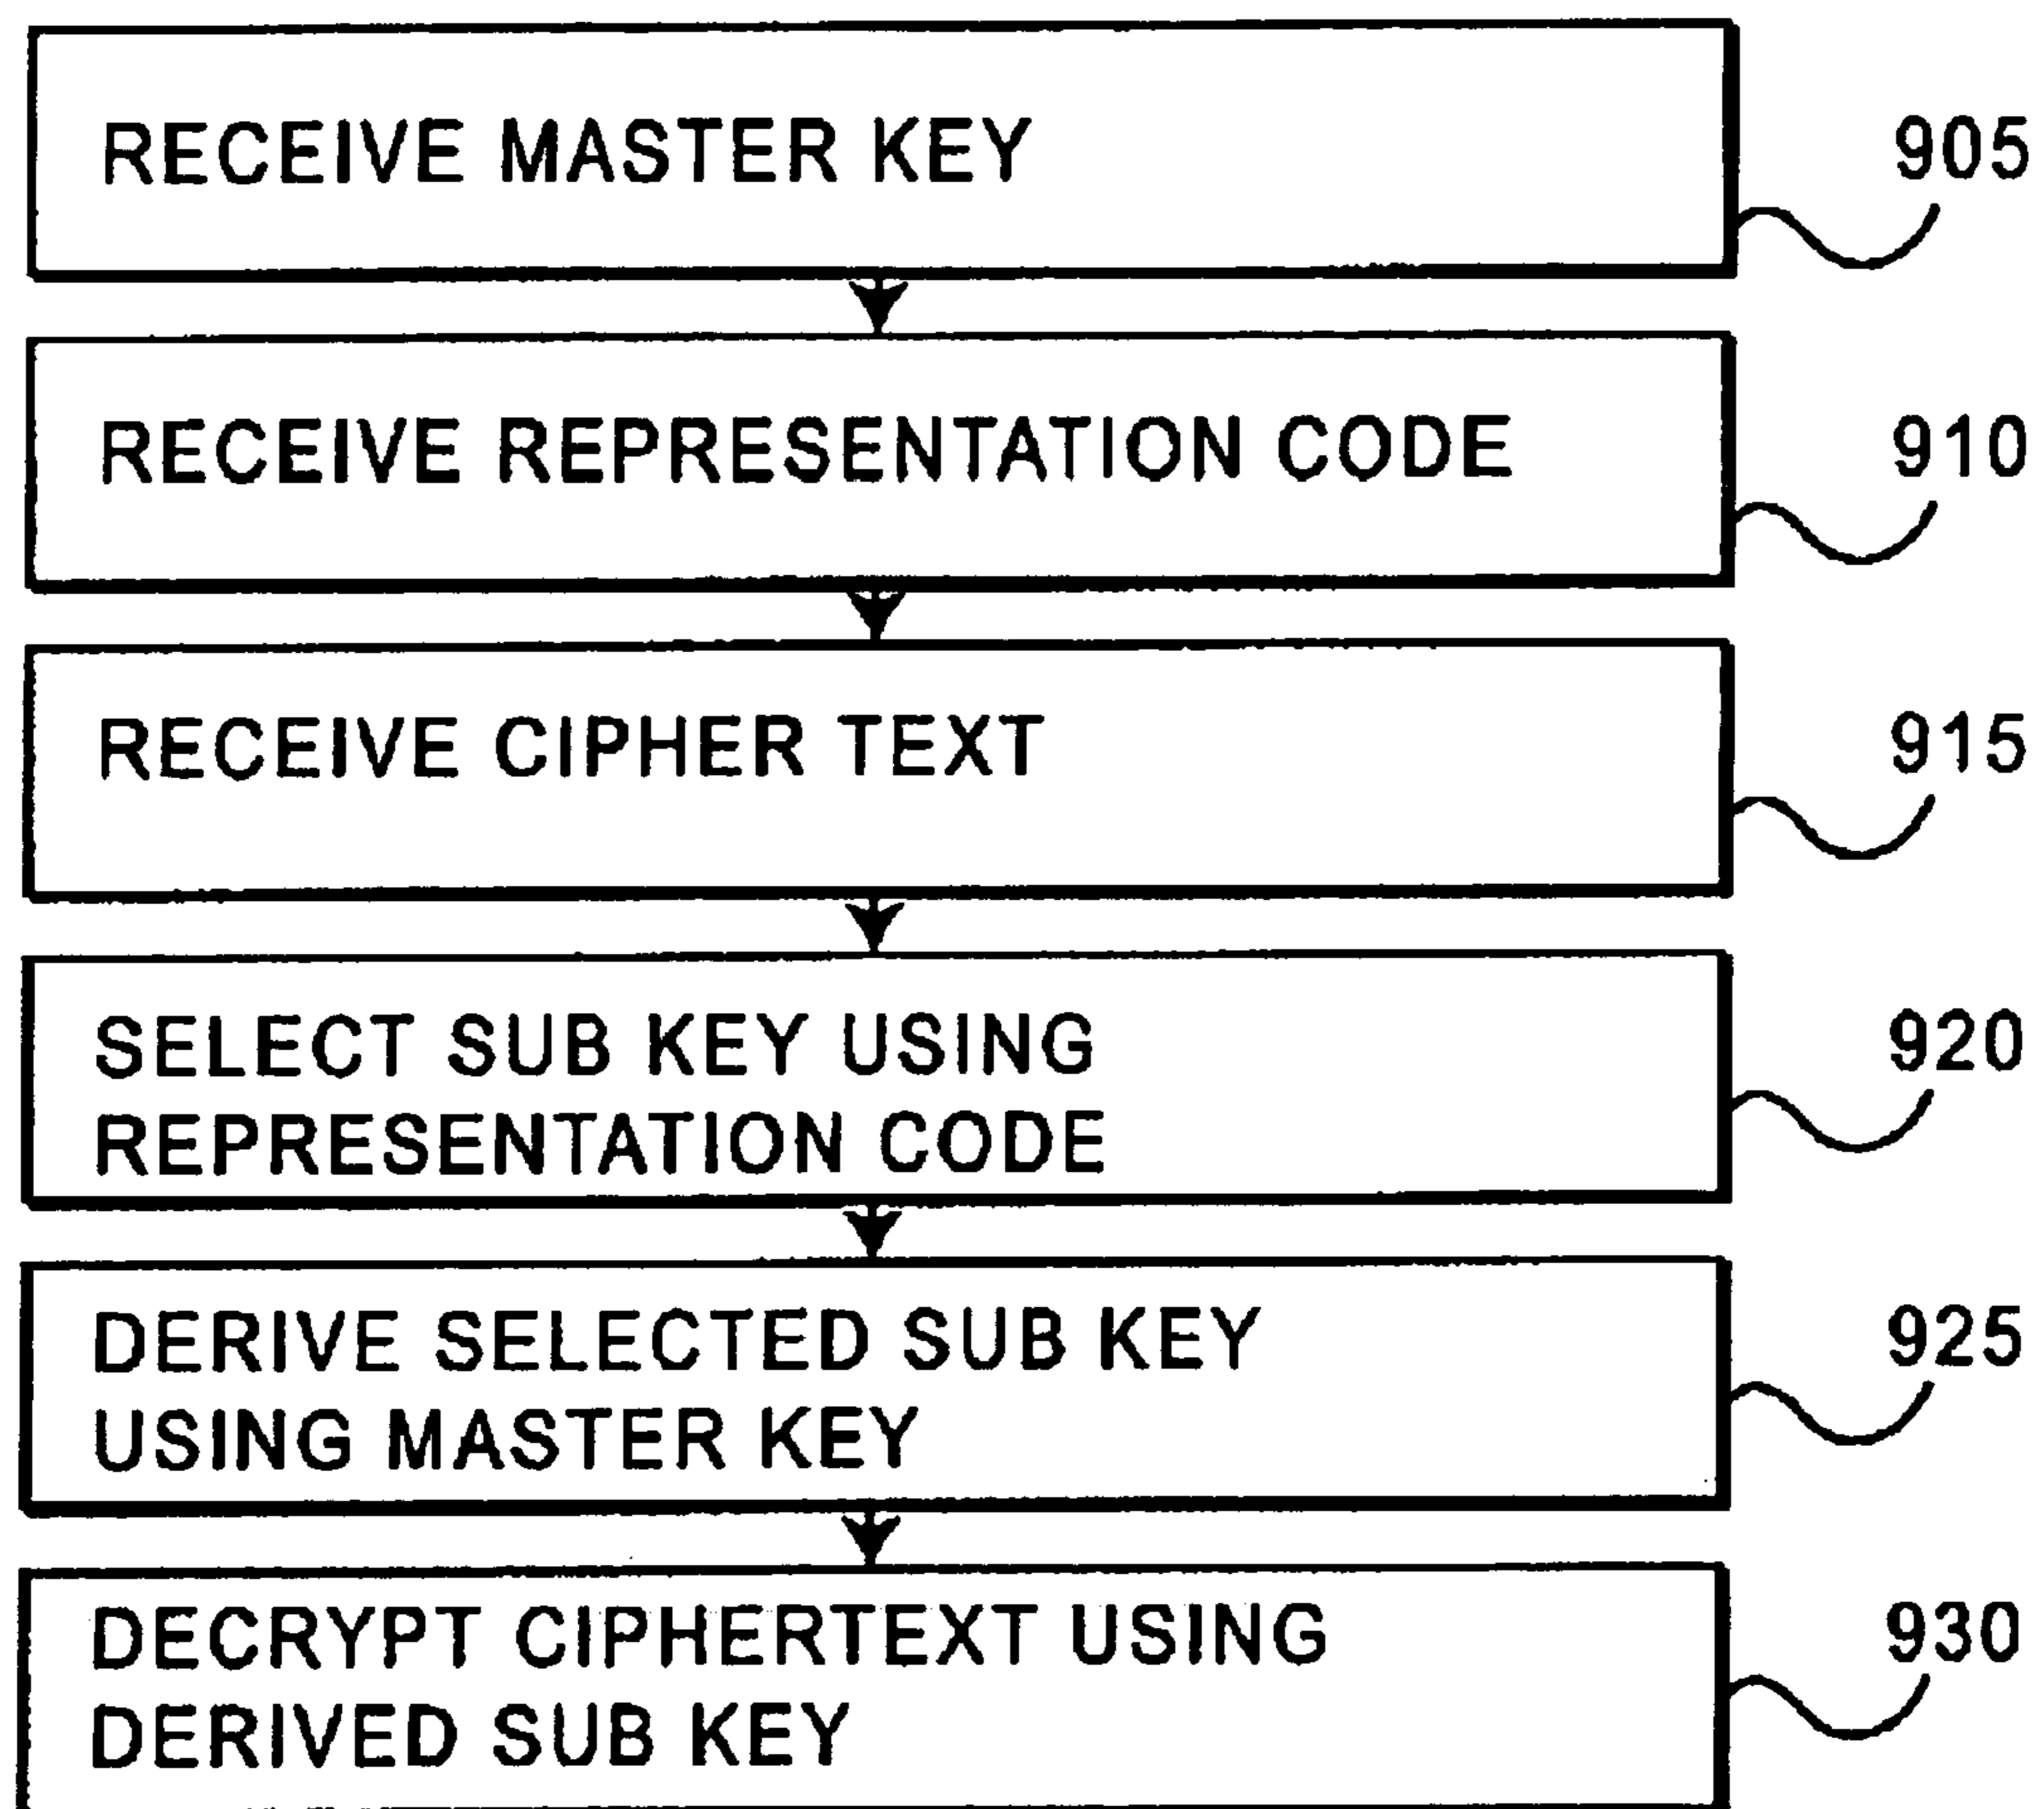 RECEIVE MASTER KEY
905
RECEIVE REPRESENTATION CODE
910
RECEIVE CIPHER TEXT
915
SELECT SUB KEY USING
920
REPRESENTATION CODE
DERIVE SELECTED SUB KEY
925
USING MASTER KEY
DECRYPT CIPHERTEXT USING
930
DERIVED SUB KEY